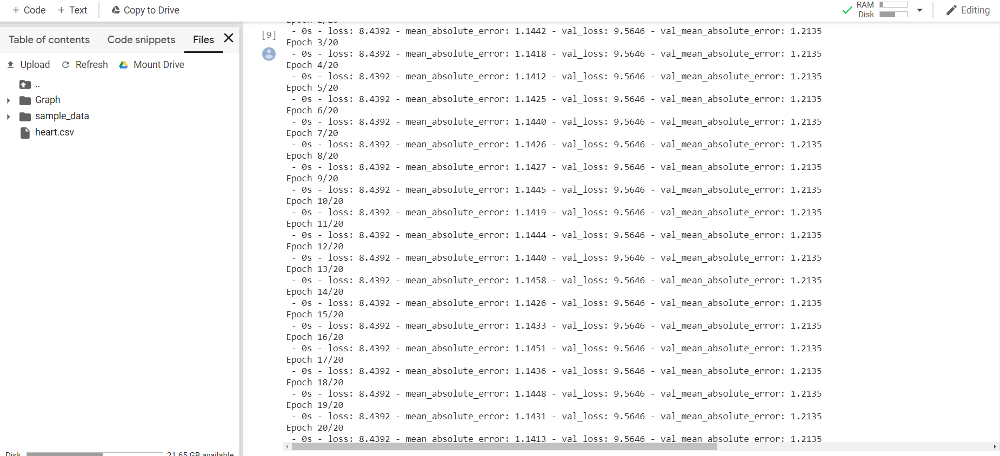 + Code + Text Copy to Drive
RAM
Disk
Editing
Table of contents Code snippets Files
Upload Refresh Mount Drive
..
Graph
sample_data
heart.csv
Disk 21.65 GB available
[9]
Epoch 2/20
- 0s - loss: 8.4392 - mean_absolute_error: 1.1442 - val_loss: 9.5646 - val_mean_absolute_error: 1.2135
Epoch 3/20
- 0s - loss: 8.4392 - mean_absolute_error: 1.1418 - val_loss: 9.5646 - val_mean_absolute_error: 1.2135
Epoch 4/20
- 0s - loss: 8.4392 - mean_absolute_error: 1.1412 - val_loss: 9.5646 - val_mean_absolute_error: 1.2135
Epoch 5/20
- 0s - loss: 8.4392 - mean_absolute_error: 1.1425 - val_loss: 9.5646 - val_mean_absolute_error: 1.2135
Epoch 6/20
- 0s - loss: 8.4392 - mean_absolute_error: 1.1440 - val_loss: 9.5646 - val_mean_absolute_error: 1.2135
Epoch 7/20
- 0s - loss: 8.4392 - mean_absolute_error: 1.1426 - val_loss: 9.5646 - val_mean_absolute_error: 1.2135
Epoch 8/20
- 0s - loss: 8.4392 - mean_absolute_error: 1.1427 - val_loss: 9.5646 - val_mean_absolute_error: 1.2135
Epoch 9/20
- 0s - loss: 8.4392 - mean_absolute_error: 1.1445 - val_loss: 9.5646 - val_mean_absolute_error: 1.2135
Epoch 10/20
- 0s - loss: 8.4392 - mean_absolute_error: 1.1419 - val_loss: 9.5646 - val_mean_absolute_error: 1.2135
Epoch 11/20
- 0s - loss: 8.4392 - mean_absolute_error: 1.1444 - val_loss: 9.5646 - val_mean_absolute_error: 1.2135
Epoch 12/20
- 0s - loss: 8.4392 - mean_absolute_error: 1.1440 - val_loss: 9.5646 - val_mean_absolute_error: 1.2135
Epoch 13/20
- 0s - loss: 8.4392 - mean_absolute_error: 1.1458 - val_loss: 9.5646 - val_mean_absolute_error: 1.2135
Epoch 14/20
- 0s - loss: 8.4392 - mean_absolute_error: 1.1426 - val_loss: 9.5646 - val_mean_absolute_error: 1.2135
Epoch 15/20
- 0s - loss: 8.4392 - mean_absolute_error: 1.1433 - val_loss: 9.5646 - val_mean_absolute_error: 1.2135
Epoch 16/20
- 0s - loss: 8.4392 - mean_absolute_error: 1.1451 - val_loss: 9.5646 - val_mean_absolute_error: 1.2135
Epoch 17/20
- 0s - loss: 8.4392 - mean_absolute_error: 1.1436 - val_loss: 9.5646 - val_mean_absolute_error: 1.2135
Epoch 18/20
- 0s - loss: 8.4392 - mean_absolute_error: 1.1448 - val_loss: 9.5646 - val_mean_absolute_error: 1.2135
Epoch 19/20
- 0s - loss: 8.4392 - mean_absolute_error: 1.1431 - val_loss: 9.5646 - val_mean_absolute_error: 1.2135
Epoch 20/20
- 0s - loss: 8.4392 - mean_absolute_error: 1.1413 - val_loss: 9.5646 - val_mean_absolute_error: 1.2135